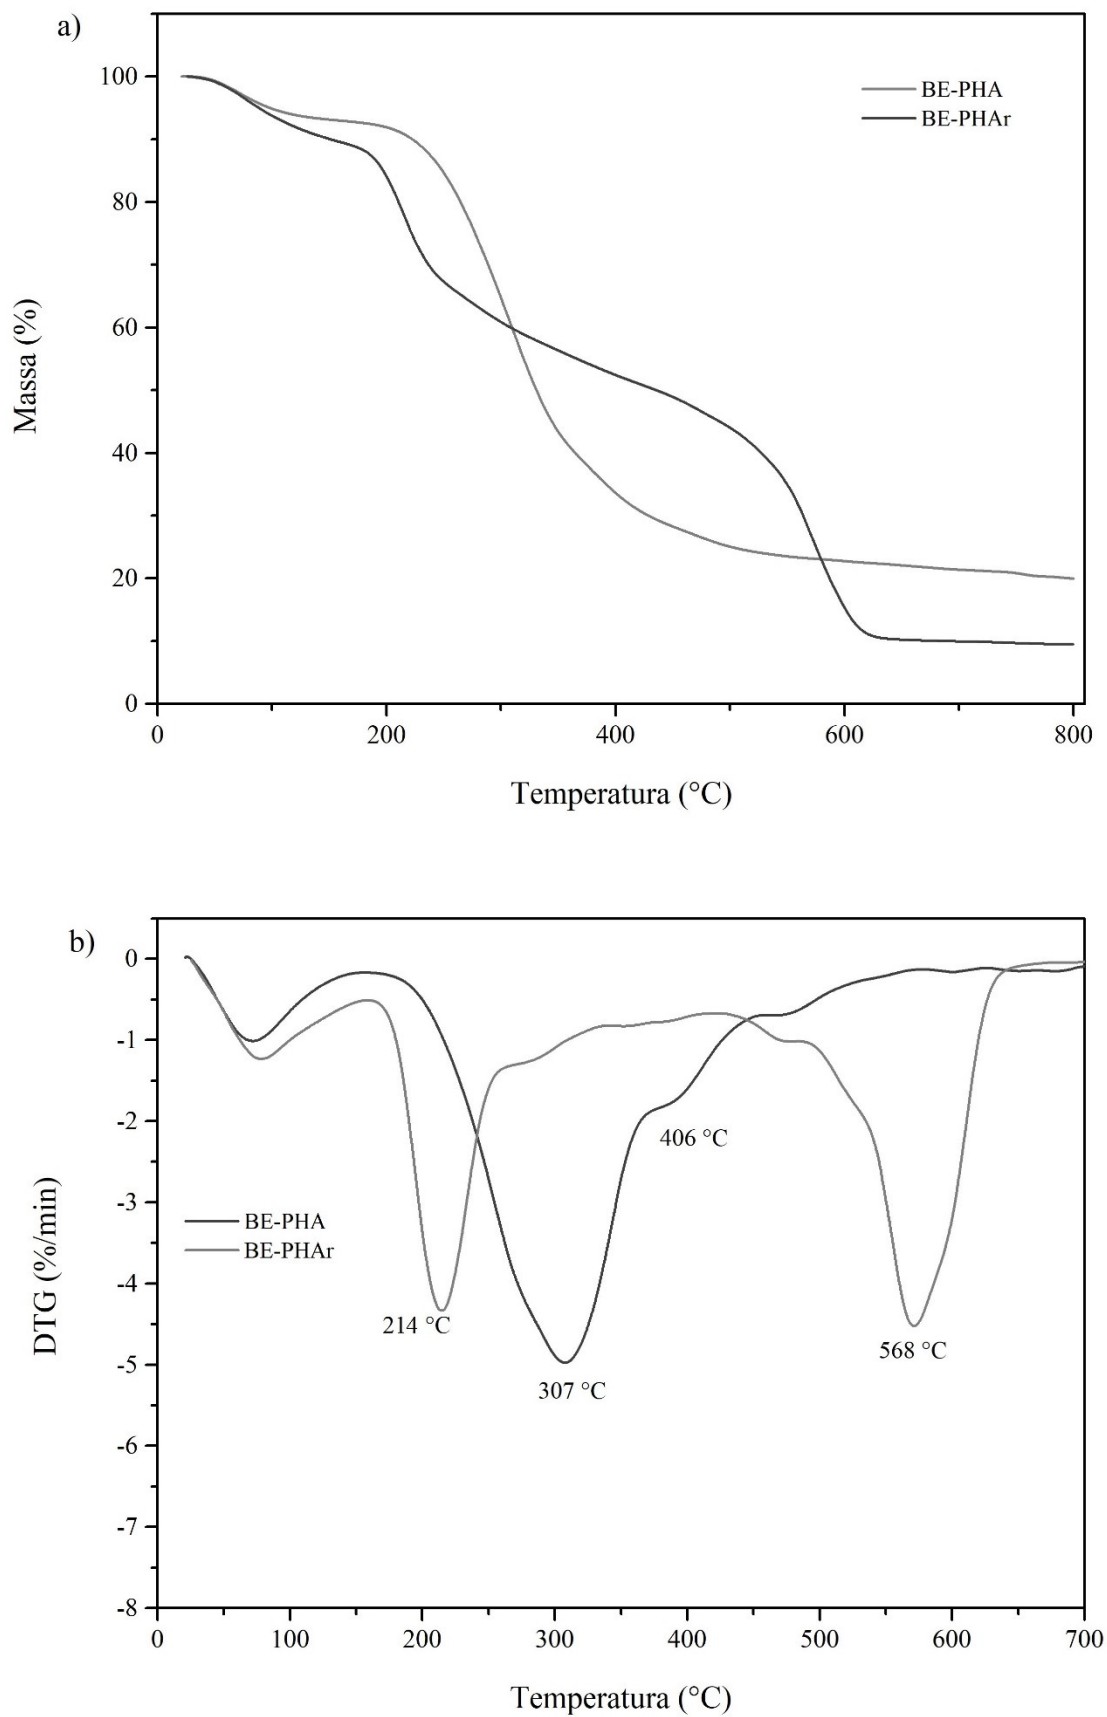 a)
100
80
60
40
20
0
Massa (%)
BE-PHA
BE-PHAr
0 200 400 600 800
Temperatura (°C)
b)
0
-1
-2
-3
-4
-5
-6
-7
-8
DTG (%/min)
406 °C
BE-PHA
BE-PHAr
214 °C
568 °C
307 °C
0 100 200 300 400 500 600 700
Temperatura (°C)